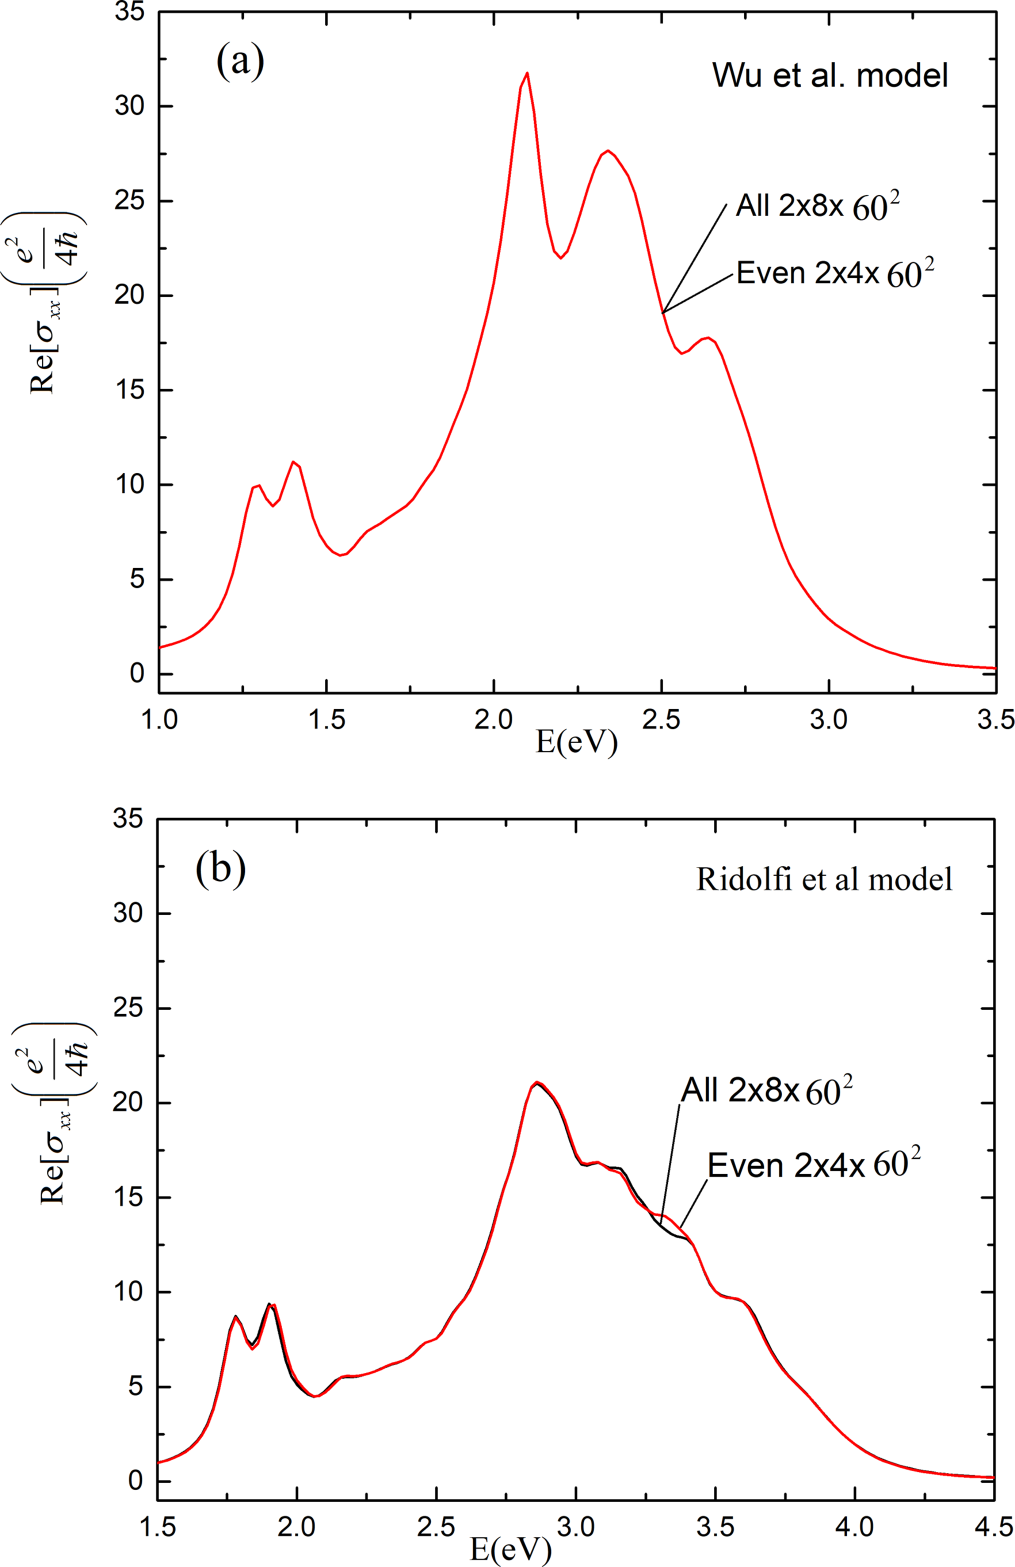 (a)
Wu et al. model
All 2x8x 60²
Even 2x4x 60²
Re[σxx](e²/4ħ)
35
30
25
20
15
10
5
0
1.0 1.5 2.0 2.5 3.0 3.5
E(eV)
(b)
Ridolfi et al model
All 2x8x 60²
Even 2x4x 60²
Re[σxx](e²/4ħ)
35
30
25
20
15
10
5
0
1.5 2.0 2.5 3.0 3.5 4.0 4.5
E(eV)